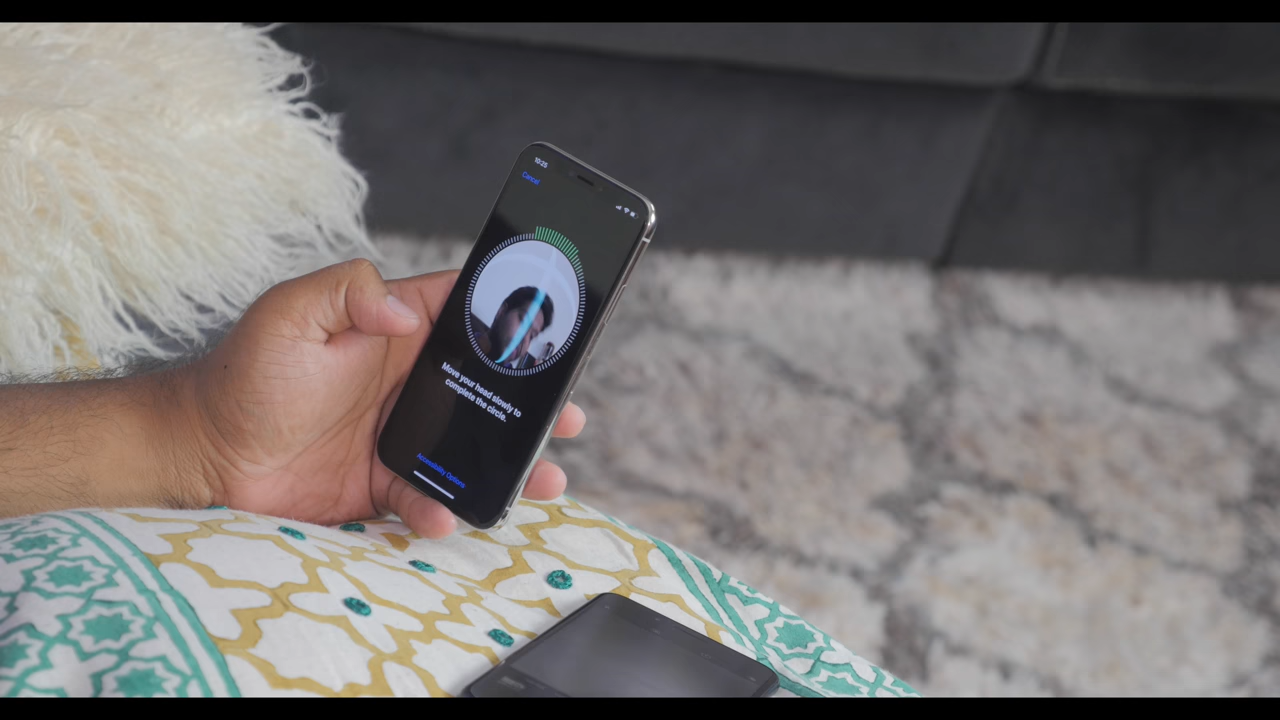 10:25
Cancel
Move your head slowly to
complete the circle.
Accessibility Options